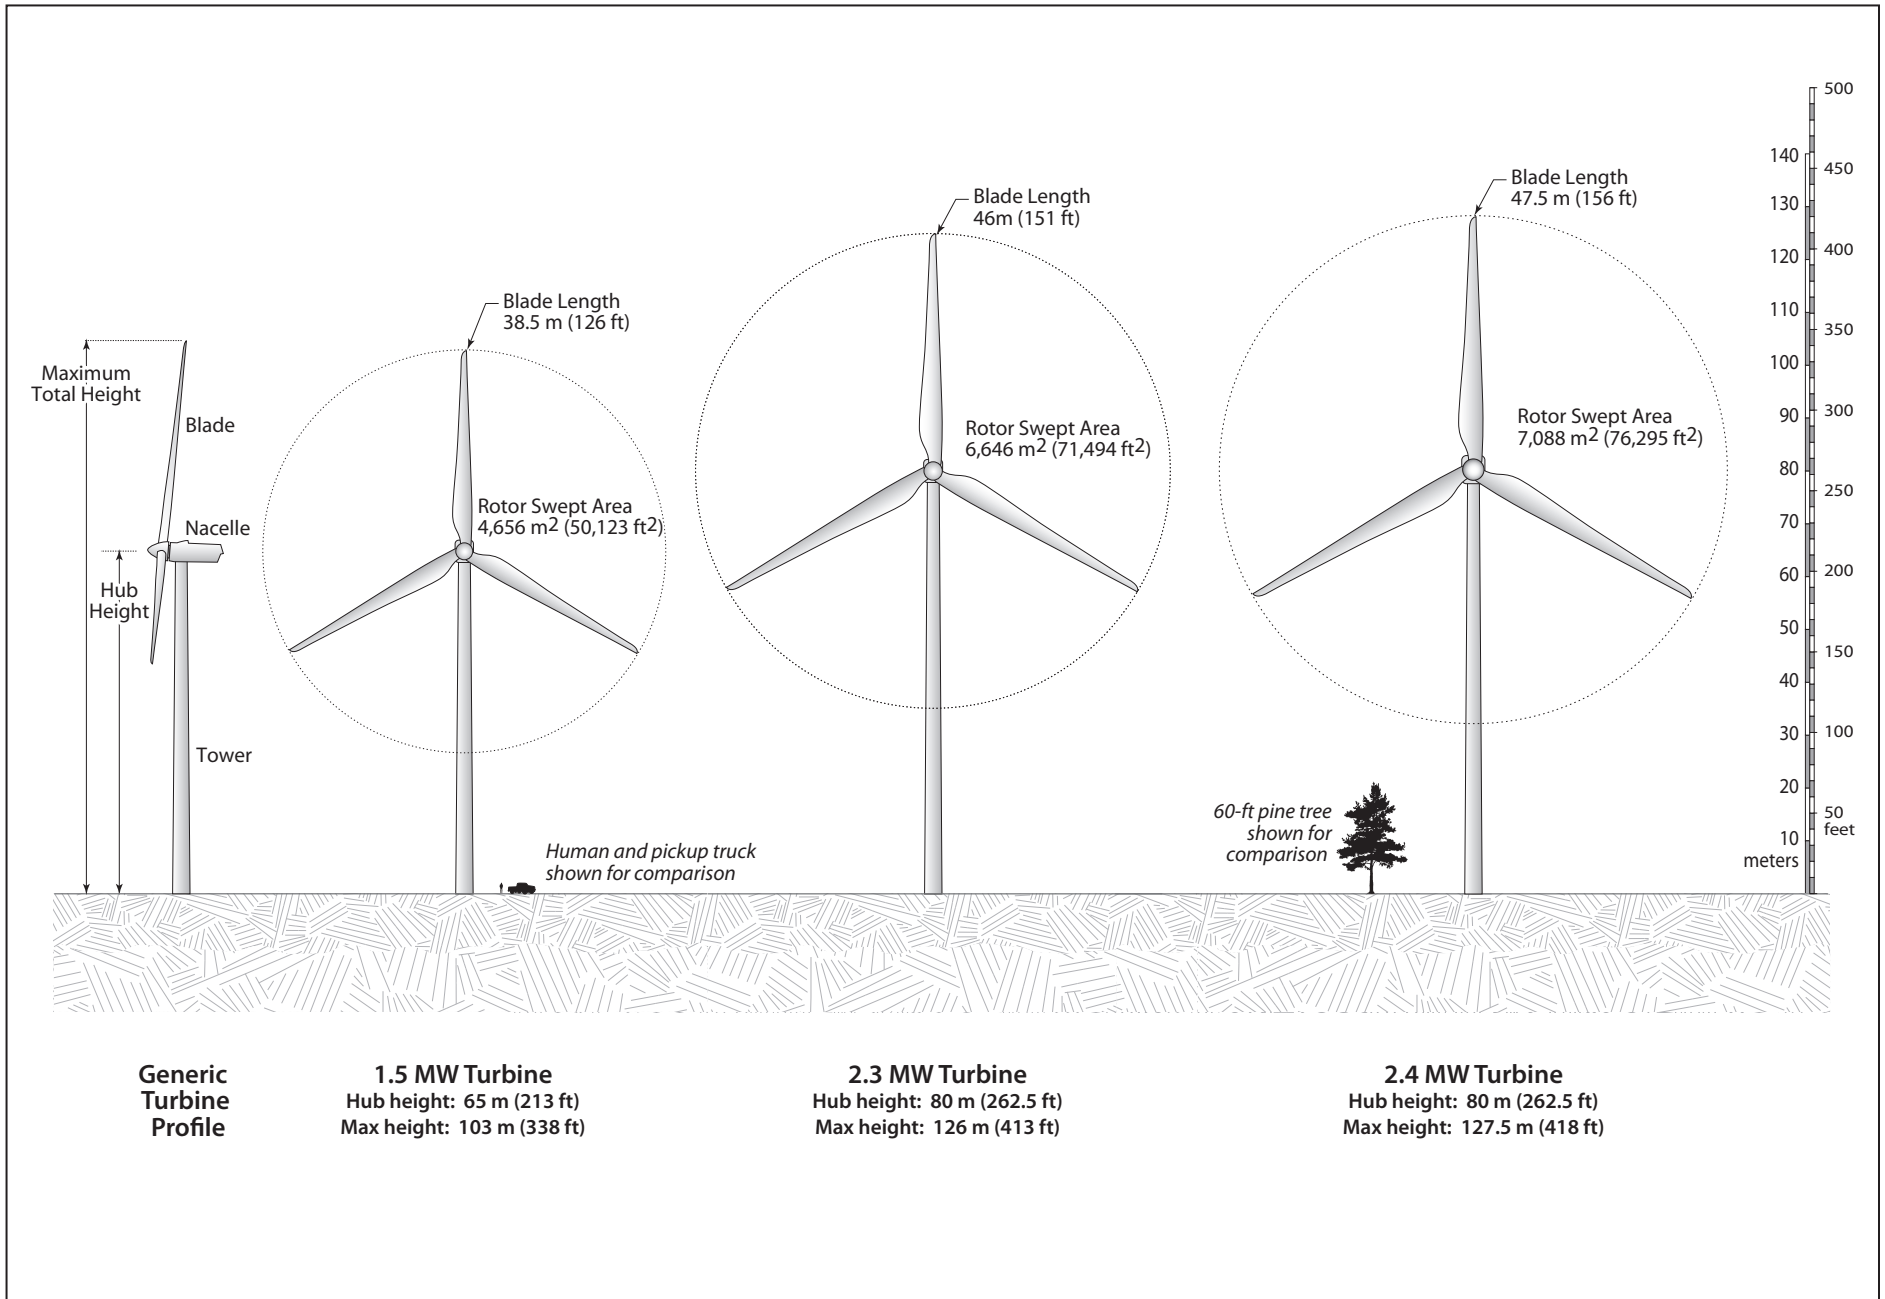 Maximum
Total Height
Blade
Nacelle
Hub
Height
Tower
Blade Length
38.5 m (126 ft)
Rotor Swept Area
4,656 m2 (50,123 ft2)
Human and pickup truck
shown for comparison
Blade Length
46m (151 ft)
Rotor Swept Area
6,646 m2 (71,494 ft2)
Blade Length
47.5 m (156 ft)
Rotor Swept Area
7,088 m2 (76,295 ft2)
60-ft pine tree
shown for
comparison
140
130
120
110
100
90
80
70
60
50
40
30
20
10
meters
500
450
400
350
300
250
200
150
100
50
feet
Generic
Turbine
Profile
1.5 MW Turbine
Hub height: 65 m (213 ft)
Max height: 103 m (338 ft)
2.3 MW Turbine
Hub height: 80 m (262.5 ft)
Max height: 126 m (413 ft)
2.4 MW Turbine
Hub height: 80 m (262.5 ft)
Max height: 127.5 m (418 ft)